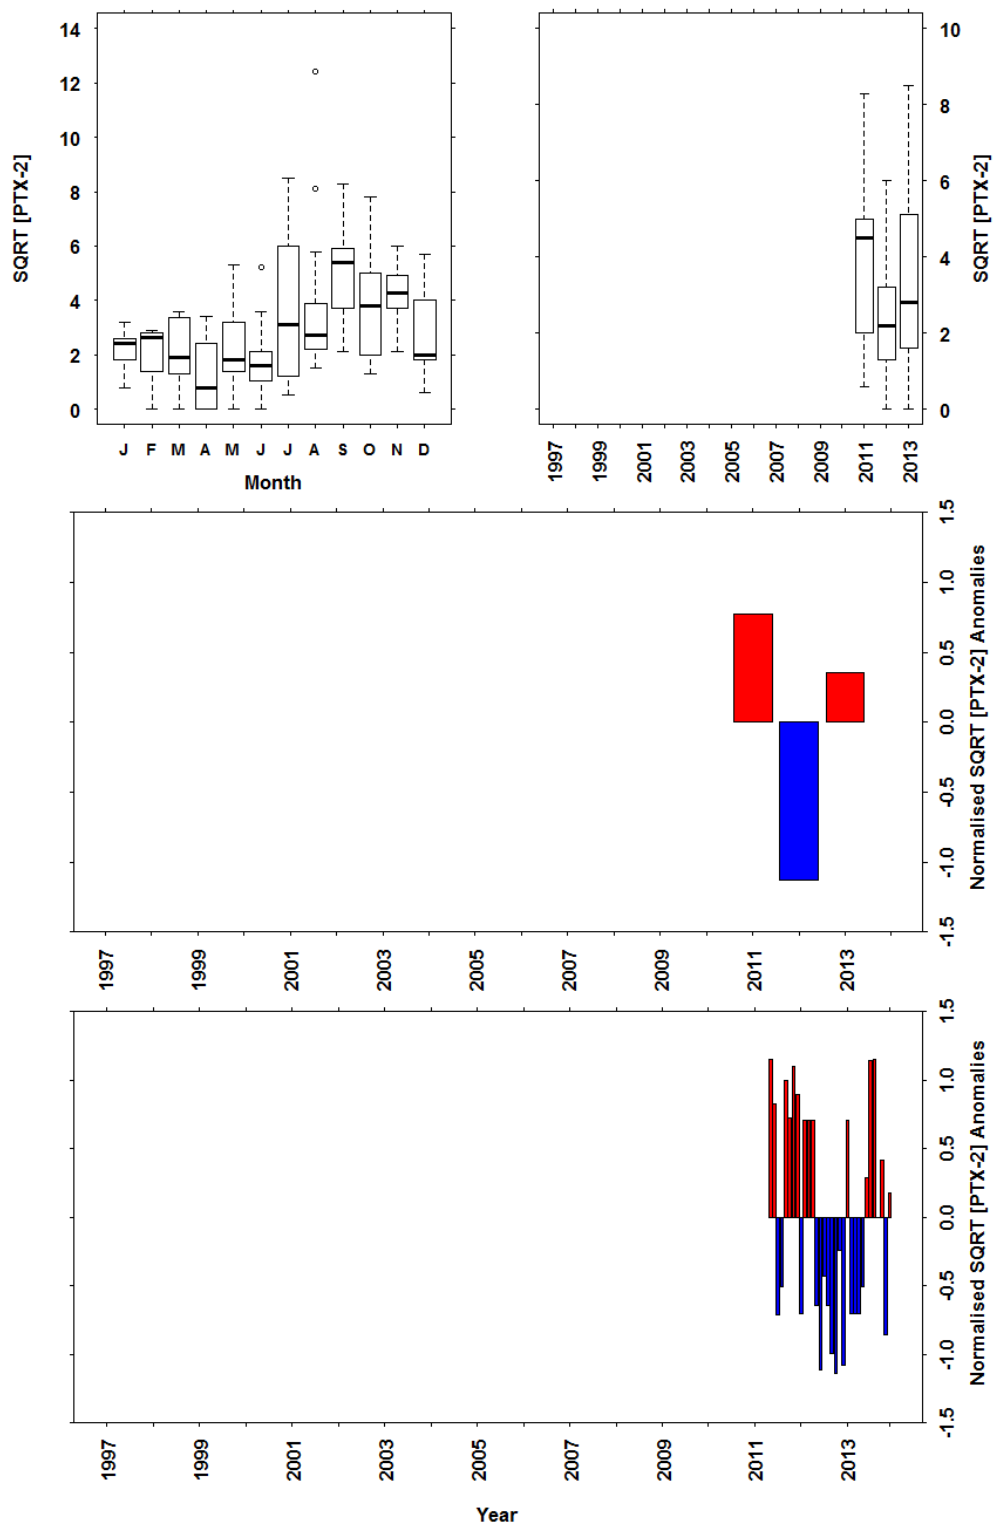 14
12
10
8
6
4
2
0
SQRT [PTX-2]
J F M A M J J A S O N D
Month
10
8
6
4
2
0
SQRT [PTX-2]
1997 1999 2001 2003 2005 2007 2009 2011 2013
1.5
1.0
0.5
0.0
-0.5
-1.0
-1.5
Normalised SQRT [PTX-2] Anomalies
1997 1999 2001 2003 2005 2007 2009 2011 2013
1.5
1.0
0.5
0.0
-0.5
-1.0
-1.5
Normalised SQRT [PTX-2] Anomalies
1997 1999 2001 2003 2005 2007 2009 2011 2013
Year